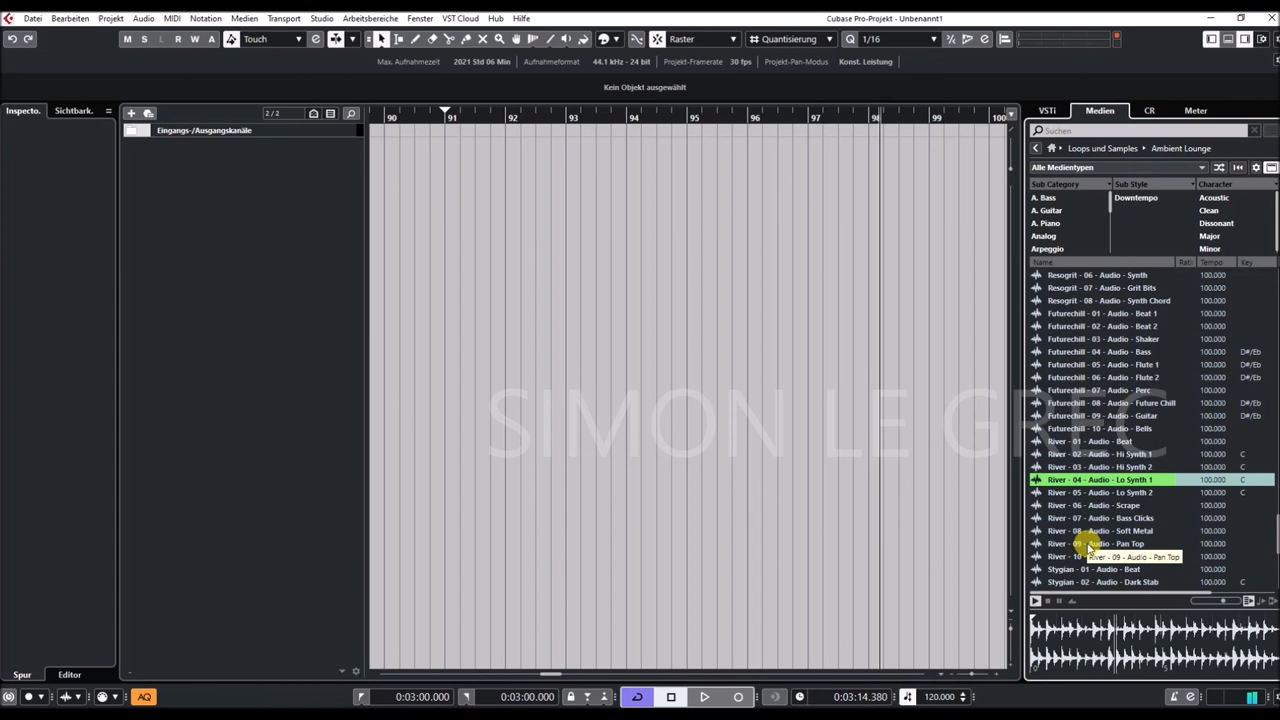 Datei Bearbeiten Projekt Audio MIDI Notation Medien Transport Studio Arbeitsbereiche Fenster VST Cloud Hub Hilfe Cubase Pro-Projekt - Unbenannt1
M S L R W A Touch Raster Quantisierung Q 1/16
Max. Aufnahmezeit 2021 Std 06 Min Aufnahmeformat 44.1 kHz - 24 bit Projekt-Framerate 30 fps Projekt-Pan-Modus Konst. Leistung
Kein Objekt ausgewählt
Inspecto. Sichtbark. 2 / 2 90 91 92 93 94 95 96 97 98 99 100 VSTi Medien CR Meter
Eingangs-/Ausgangskanäle
Suchen
Loops und Samples Ambient Lounge
Alle Medientypen
Sub Category Sub Style Character
A. Bass Downtempo Acoustic
A. Guitar Clean
A. Piano Dissonant
Analog Major
Arpeggio Minor
Name Rati Tempo Key
Resogrit - 06 - Audio - Synth 100.000
Resogrit - 07 - Audio - Grit Bits 100.000
Resogrit - 08 - Audio - Synth Chord 100.000
Futurechill - 01 - Audio - Beat 1 100.000
Futurechill - 02 - Audio - Beat 2 100.000
Futurechill - 03 - Audio - Shaker 100.000
Futurechill - 04 - Audio - Bass 100.000 D#/Eb
Futurechill - 05 - Audio - Flute 1 100.000 D#/Eb
Futurechill - 06 - Audio - Flute 2 100.000 D#/Eb
Futurechill - 07 - Audio - Perc 100.000
Futurechill - 08 - Audio - Future Chill 100.000 D#/Eb
Futurechill - 09 - Audio - Guitar 100.000 D#/Eb
Futurechill - 10 - Audio - Bells 100.000
SIMON LE GREC
River - 01 - Audio - Beat 100.000
River - 02 - Audio - Hi Synth 1 100.000 C
River - 03 - Audio - Hi Synth 2 100.000 C
River - 04 - Audio - Lo Synth 1 100.000 C
River - 05 - Audio - Lo Synth 2 100.000 C
River - 06 - Audio - Scrape 100.000
River - 07 - Audio - Bass Clicks 100.000
River - 08 - Audio - Soft Metal 100.000
River - 09 - Audio - Pan Top 100.000
River - 10 River - 09 - Audio - Pan Top 100.000
Stygian - 01 - Audio - Beat 100.000
Stygian - 02 - Audio - Dark Stab 100.000 C
Spur Editor
AQ 0:03:00.000 0:03:00.000 0:03:14.380 120.000